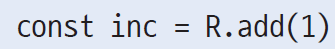 const inc = R.add(1)